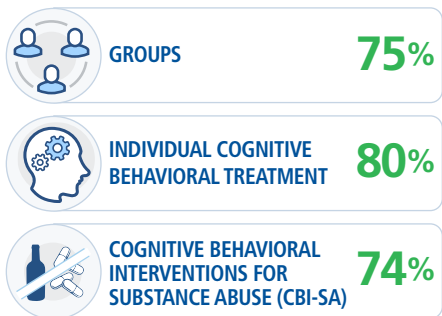 GROUPS 75%
INDIVIDUAL COGNITIVE
BEHAVIORAL TREATMENT 80%
COGNITIVE BEHAVIORAL
INTERVENTIONS FOR
SUBSTANCE ABUSE (CBI-SA) 74%